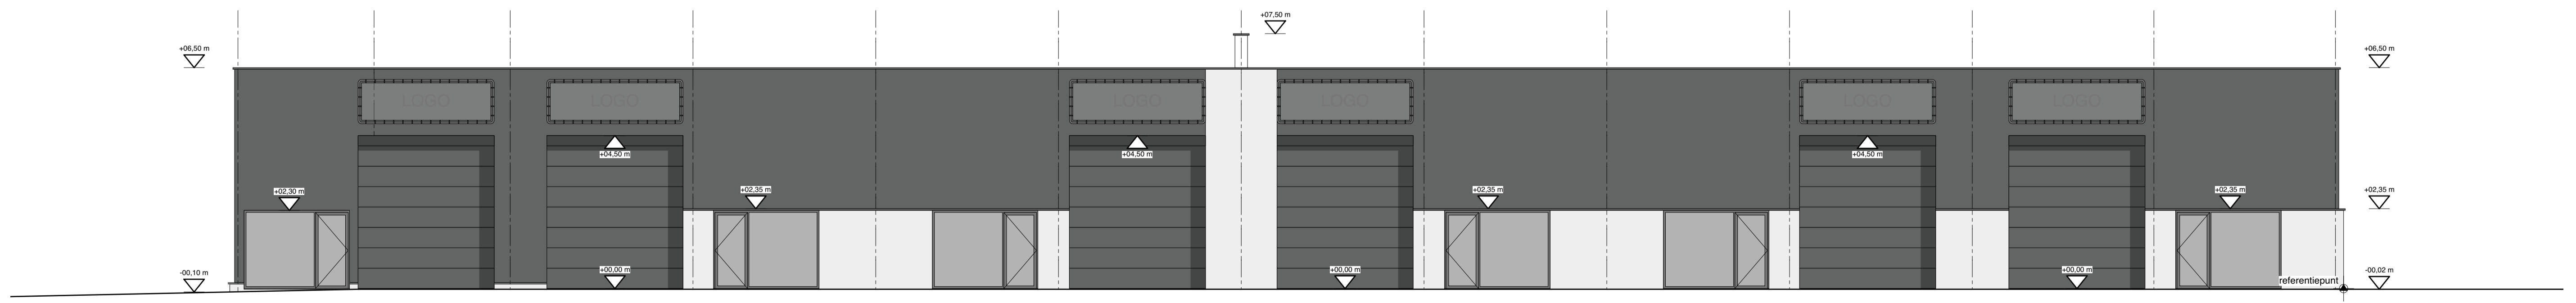 +07,50 m
+06,50 m
+06,50 m
LOGO
LOGO
LOGO
LOGO
LOGO
LOGO
+04,50 m
+04,50 m
+04,50 m
+02,30 m
+02,35 m
+02,35 m
+02,35 m
+02,35 m
-00,10 m
+00,00 m
+00,00 m
+00,00 m
-00,02 m
referentiepunt